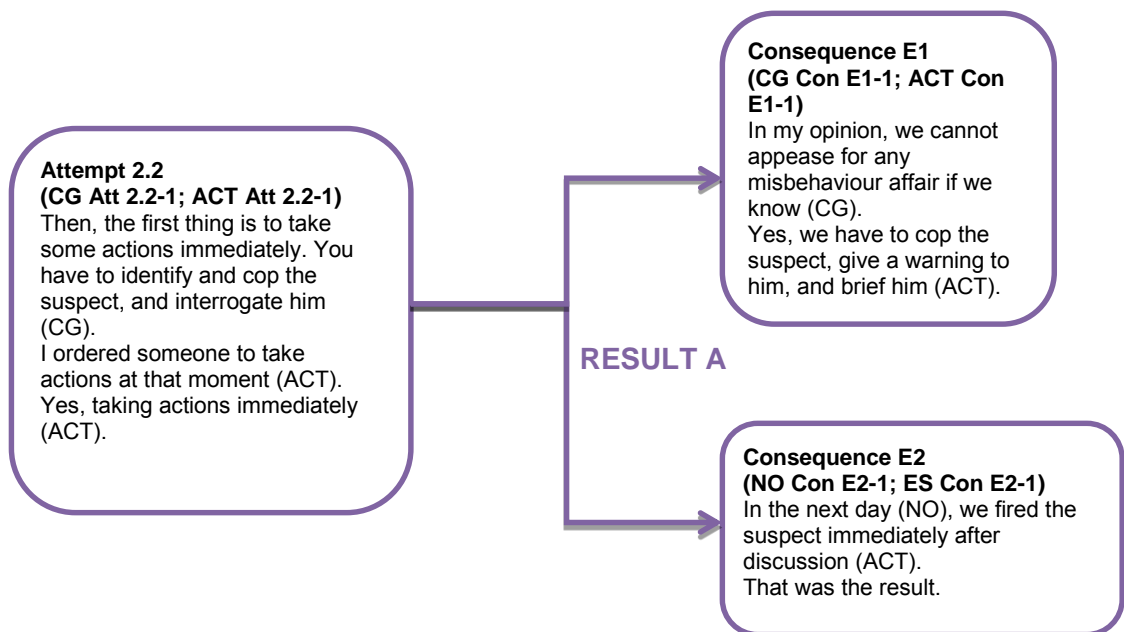 Attempt 2.2
(CG Att 2.2-1; ACT Att 2.2-1)
Then, the first thing is to take
some actions immediately. You
have to identify and cop the
suspect, and interrogate him
(CG).
I ordered someone to take
actions at that moment (ACT).
Yes, taking actions immediately
(ACT).
RESULT A
Consequence E1
(CG Con E1-1; ACT Con
E1-1)
In my opinion, we cannot
appease for any
misbehaviour affair if we
know (CG).
Yes, we have to cop the
suspect, give a warning to
him, and brief him (ACT).
Consequence E2
(NO Con E2-1; ES Con E2-1)
In the next day (NO), we fired the
suspect immediately after
discussion (ACT).
That was the result.